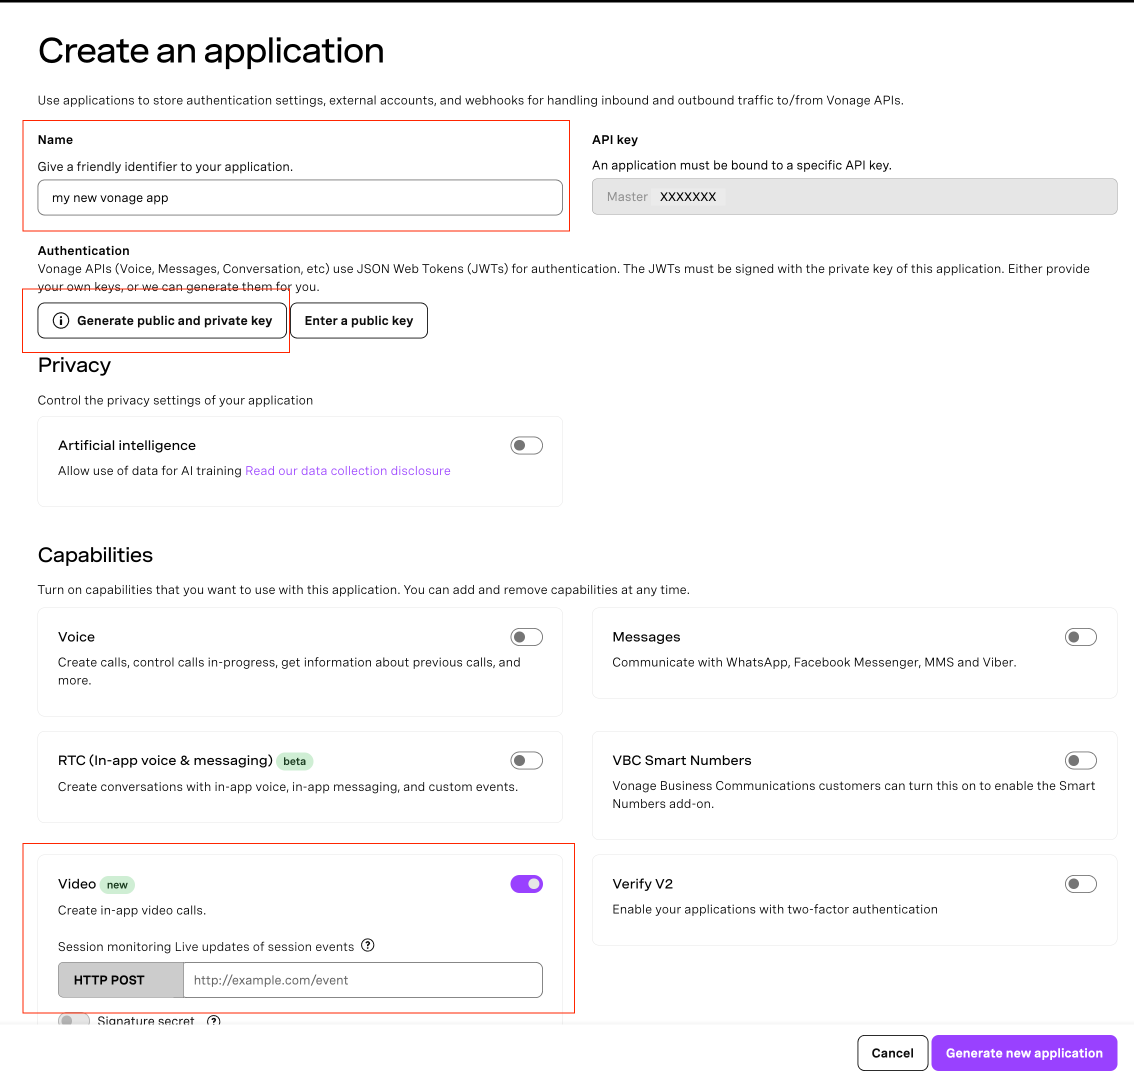 Create an application
Use applications to store authentication settings, external accounts, and webhooks for handling inbound and outbound traffic to/from Vonage APIs.
Name
Give a friendly identifier to your application.
my new vonage app
API key
An application must be bound to a specific API key.
Master XXXXXXX
Authentication
Vonage APIs (Voice, Messages, Conversation, etc) use JSON Web Tokens (JWTs) for authentication. The JWTs must be signed with the private key of this application. Either provide
your own keys, or we can generate them for you.
Generate public and private key
Enter a public key
Privacy
Control the privacy settings of your application
Artificial intelligence
Allow use of data for AI training Read our data collection disclosure
Capabilities
Turn on capabilities that you want to use with this application. You can add and remove capabilities at any time.
Voice
Create calls, control calls in-progress, get information about previous calls, and
more.
Messages
Communicate with WhatsApp, Facebook Messenger, MMS and Viber.
RTC (In-app voice & messaging) beta
Create conversations with in-app voice, in-app messaging, and custom events.
VBC Smart Numbers
Vonage Business Communications customers can turn this on to enable the Smart
Numbers add-on.
Video new
Create in-app video calls.
Session monitoring Live updates of session events ?
HTTP POST http://example.com/event
Verify V2
Enable your applications with two-factor authentication
Signature secret ?
Cancel
Generate new application